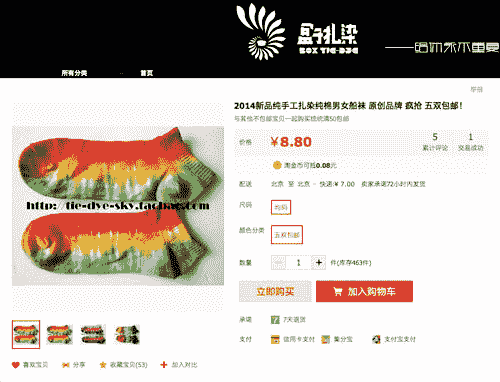 盒子扎染
BOX TIE-DYE
所有分类
首页
举报
2014新品纯手工扎染纯棉男女船袜 原创品牌 疯抢 五双包邮！
与其他不包邮宝贝一起购买统统满50包邮
价格
¥8.80
5
累计评论
1
交易成功
淘金币可抵0.08元
配送
北京 至 北京
快递:¥ 7.00
卖家承诺72小时内发货
尺码
均码
颜色分类
五双包邮
数量
- 1 +
件(库存463件)
立即购买
加入购物车
承诺
7天退货
支付
信用卡支付
集分宝
支付宝支付
http://tie-dye-sky.taobao.com
喜欢宝贝
分享
收藏宝贝(53)
加入对比